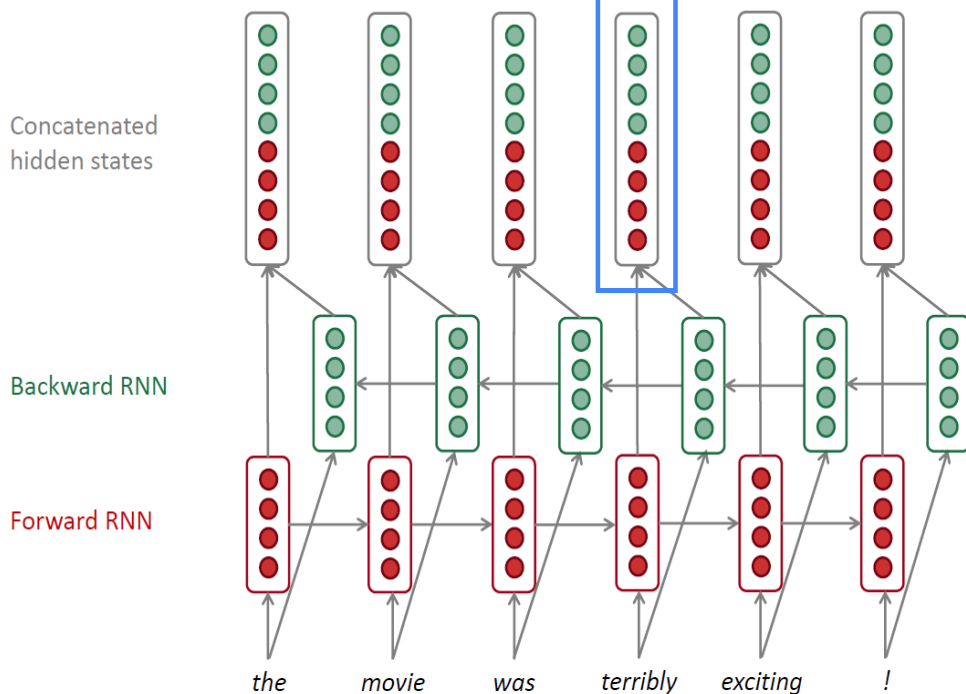 Concatenated
hidden states
Backward RNN
Forward RNN
the movie was terribly exciting !